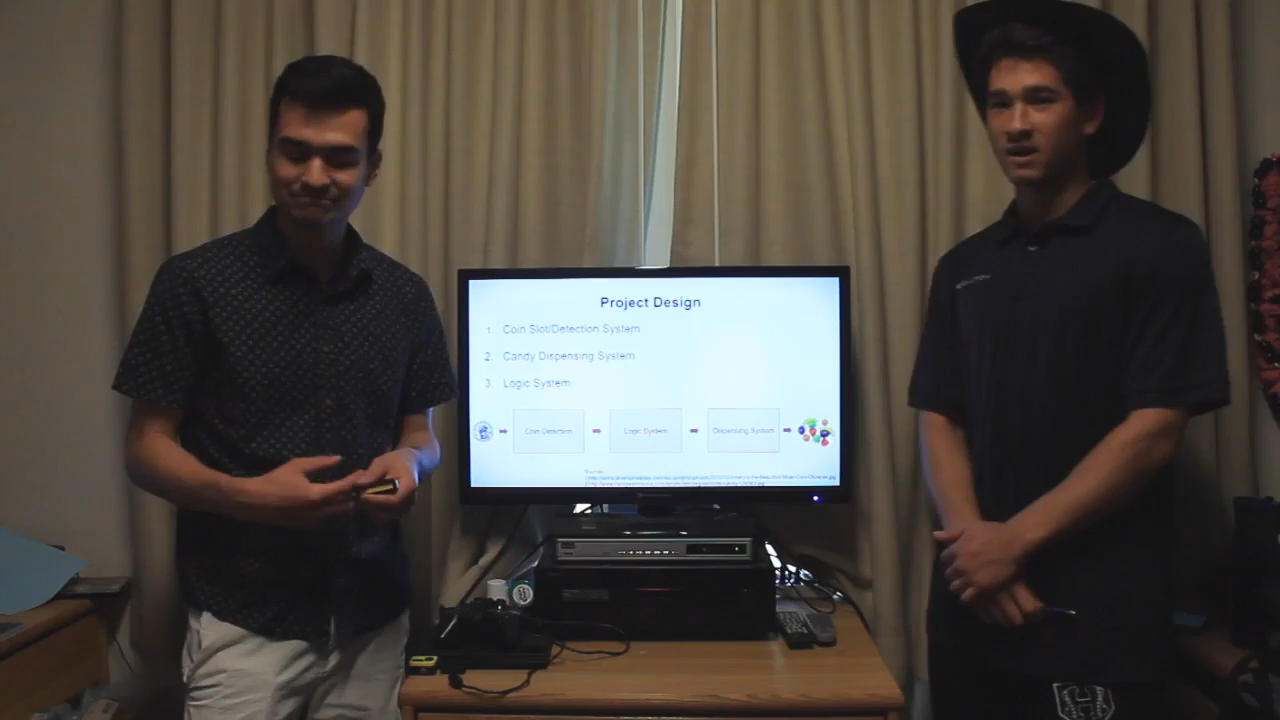 Project Design
1. Coin Slot/Detection System
2. Candy Dispensing System
3. Logic System
Coin Detection
Logic System
Dispensing System